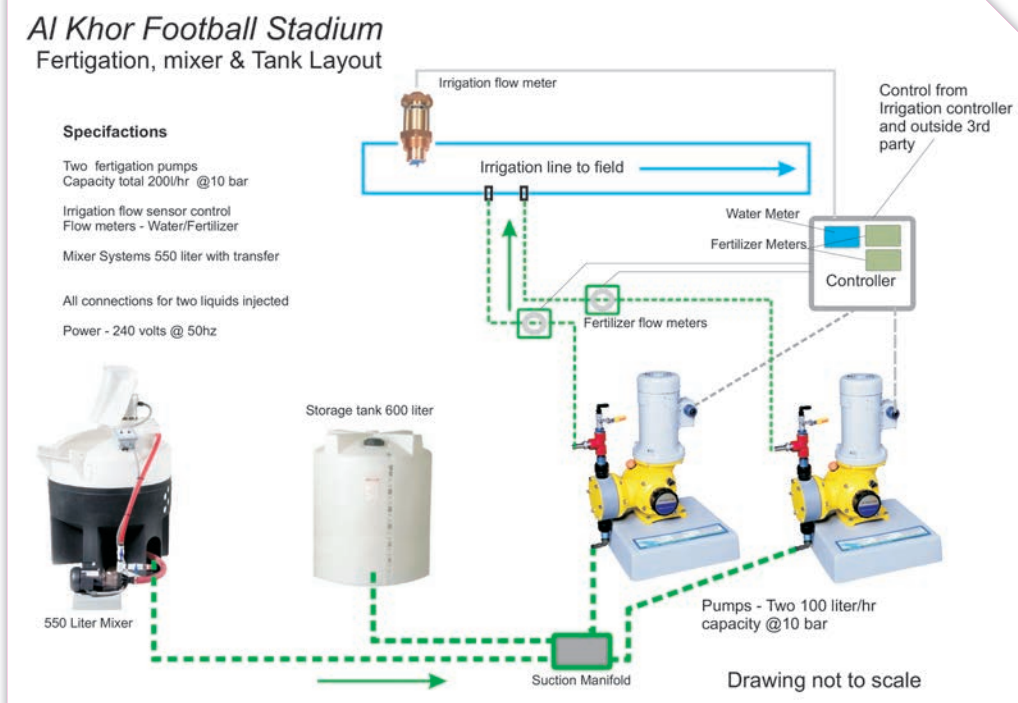 Al Khor Football Stadium
Fertigation, mixer & Tank Layout
Irrigation flow meter
Control from
Irrigation controller
and outside 3rd
party
Specifactions
Two fertigation pumps
Capacity total 200l/hr @10 bar
Irrigation flow sensor control
Flow meters - Water/Fertilizer
Mixer Systems 550 liter with transfer
All connections for two liquids injected
Power - 240 volts @ 50hz
Irrigation line to field
Water Meter
Fertilizer Meters
Controller
Fertilizer flow meters
Storage tank 600 liter
550 Liter Mixer
Pumps - Two 100 liter/hr
capacity @10 bar
Suction Manifold
Drawing not to scale